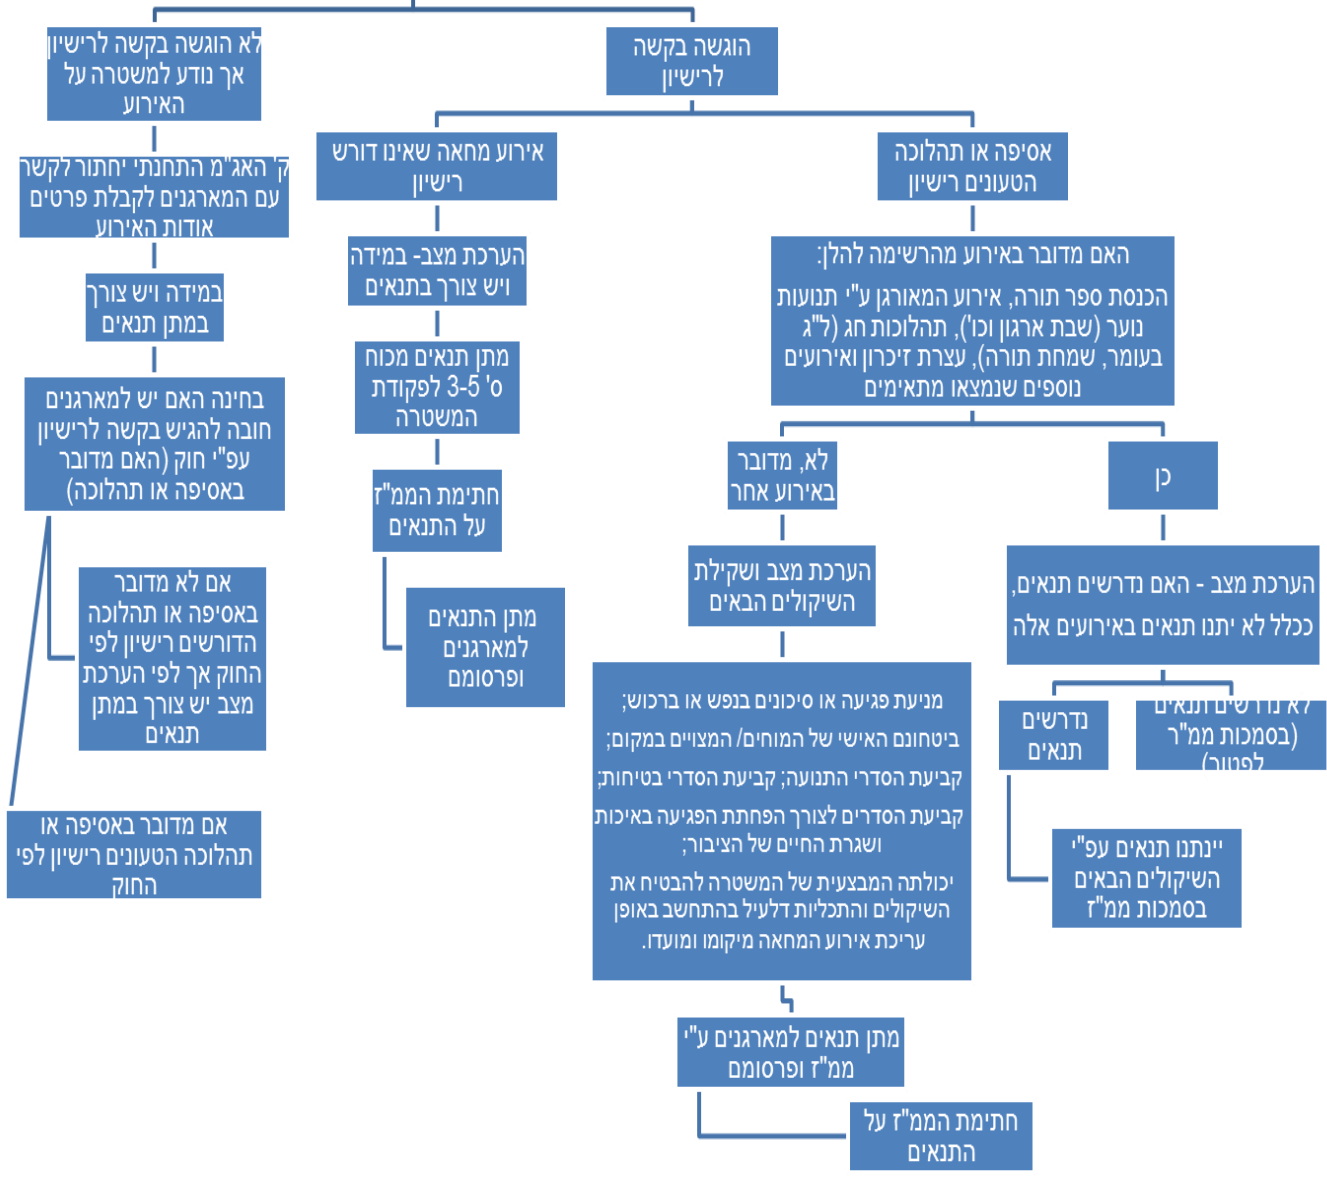 הוגשה בקשה
לרישיון
אסיפה או תהלוכה
הטעונים רישיון
האם מדובר באירוע מהרשימה להלן:
הכנסת ספר תורה, אירוע המאורגן ע"י תנועות
נוער (שבת ארגון וכו'), תהלוכות חג (ל"ג
בעומר, שמחת תורה), עצרת זיכרון ואירועים
נוספים שנמצאו מתאימים
כן
הערכת מצב - האם נדרשים תנאים,
ככלל לא יתנו תנאים באירועים אלה
לא נדרשים תנאים
(בסמכות ממ"ר
לפטור)
נדרשים
תנאים
יינתנו תנאים עפ"י
השיקולים הבאים
בסמכות ממ"ז
לא, מדובר
באירוע אחר
הערכת מצב ושקילת
השיקולים הבאים
מניעת פגיעה או סיכונים בנפש או ברכוש;
ביטחונם האישי של המוחים/ המצויים במקום;
קביעת הסדרי התנועה; קביעת הסדרי בטיחות;
קביעת הסדרים לצורך הפחתת הפגיעה באיכות
ושגרת החיים של הציבור;
יכולתה המבצעית של המשטרה להבטיח את
השיקולים והתכליות דלעיל בהתחשב באופן
עריכת אירוע המחאה מיקומו ומועדו.
מתן תנאים למארגנים ע"י
ממ"ז ופרסומם
חתימת הממ"ז על
התנאים
אירוע מחאה שאינו דורש
רישיון
הערכת מצב- במידה
ויש צורך בתנאים
מתן תנאים מכוח
ס' 3-5 לפקודת
המשטרה
חתימת הממ"ז
על התנאים
מתן התנאים
למארגנים
ופרסומם
לא הוגשה בקשה לרישיון
אך נודע למשטרה על
האירוע
ק' האג"מ התחנתי יחתור לקשר
עם המארגנים לקבלת פרטים
אודות האירוע
במידה ויש צורך
במתן תנאים
בחינה האם יש למארגנים
חובה להגיש בקשה לרישיון
עפ"י חוק (האם מדובר
באסיפה או תהלוכה)
אם לא מדובר
באסיפה או תהלוכה
הדורשים רישיון לפי
החוק אך לפי הערכת
מצב יש צורך במתן
תנאים
אם מדובר באסיפה או
תהלוכה הטעונים רישיון לפי
החוק